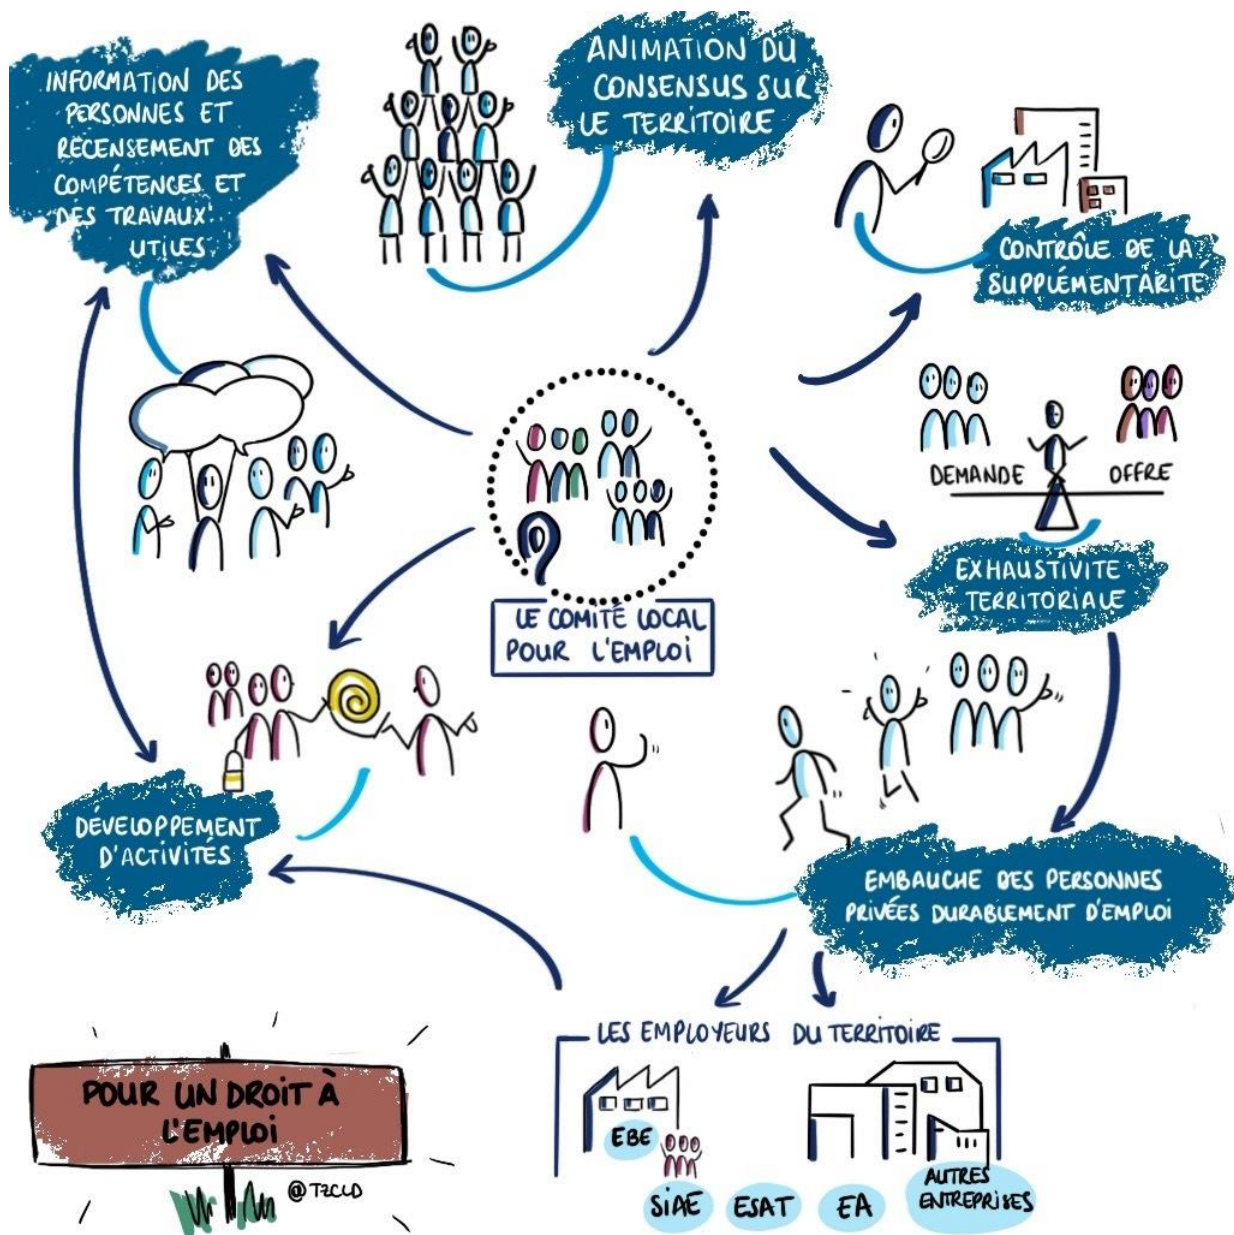 INFORMATION DES
PERSONNES ET
RECENSEMENT DES
COMPÉTENCES ET
DES TRAVAUX
UTILES
ANIMATION DU
CONSENSUS SUR
LE TERRITOIRE
CONTRÔLE DE LA
SUPPLÉMENTARITÉ
DEMANDE
OFFRE
EXHAUSTIVITE
TERRITORIALE
LE COMITÉ LOCAL
POUR L'EMPLOI
DÉVELOPPEMENT
D'ACTIVITÉS
EMBAUCHE DES PERSONNES
PRIVÉES DURABLEMENT D'EMPLOI
LES EMPLOYEURS DU TERRITOIRE
EBE
SIAE
ESAT
EA
AUTRES
ENTREPRISES
POUR UN DROIT À
L'EMPLOI
@TZCLD